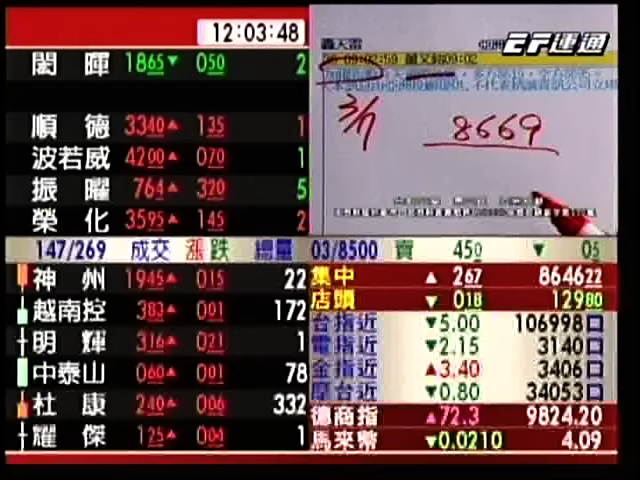 12:03:48
閎暉 1865▼ 050 2
順德 3340▲ 135 1
波若威 4200▲ 070 1
振曜 764▲ 320 5
榮化 3595▲ 145 2
147/269 成交 漲跌 總量
神州 1945▲ 015 22
越南控 383▲ 001 172
明輝 316▲ 021 1
中泰山 060▲ 001 78
杜康 240▲ 006 332
耀傑 125▲ 004 1
EF運通
09:02
3/7
8669
03/8500 賣 450 ▼ 05
集中 ▲ 267 864622
店頭 ▼ 018 12980
台指近 ▼5.00 106998口
電指近 ▼2.15 3140口
金指近 ▲3.40 3406口
摩台近 ▼0.80 34053口
德商指 ▲72.3 9824.20
馬來幣 ▼0.0210 4.09